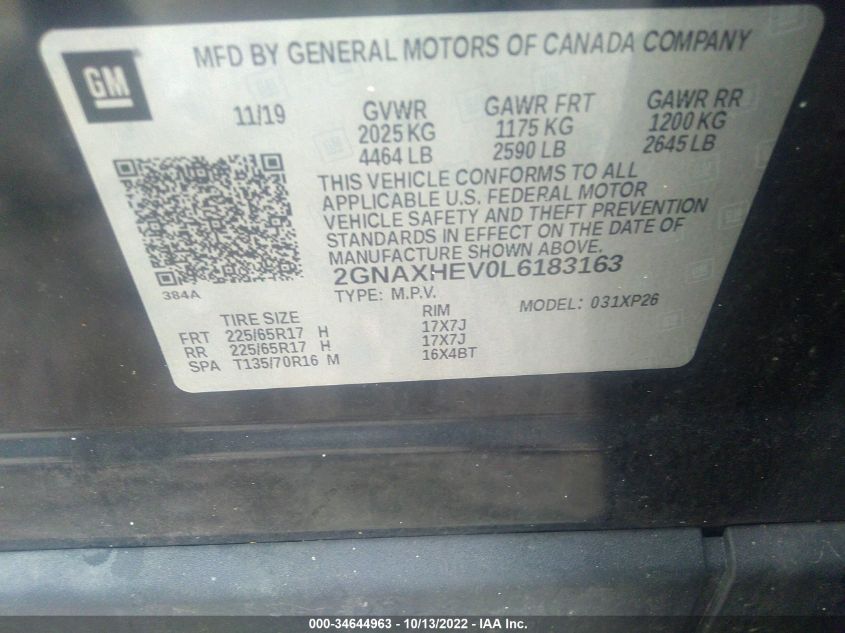 GM
MFD BY GENERAL MOTORS OF CANADA COMPANY
11/19
GVWR
2025 KG
4464 LB
GAWR FRT
1175 KG
2590 LB
GAWR RR
1200 KG
2645 LB
THIS VEHICLE CONFORMS TO ALL
APPLICABLE U.S. FEDERAL MOTOR
VEHICLE SAFETY AND THEFT PREVENTION
STANDARDS IN EFFECT ON THE DATE OF
MANUFACTURE SHOWN ABOVE.
384A
2GNAXHEV0L6183163
TYPE: M.P.V.
MODEL: 031XP26
TIRE SIZE RIM
FRT 225/65R17 H 17X7J
RR 225/65R17 H 17X7J
SPA T135/70R16 M 16X4BT
000-34644963 - 10/13/2022 - IAA Inc.